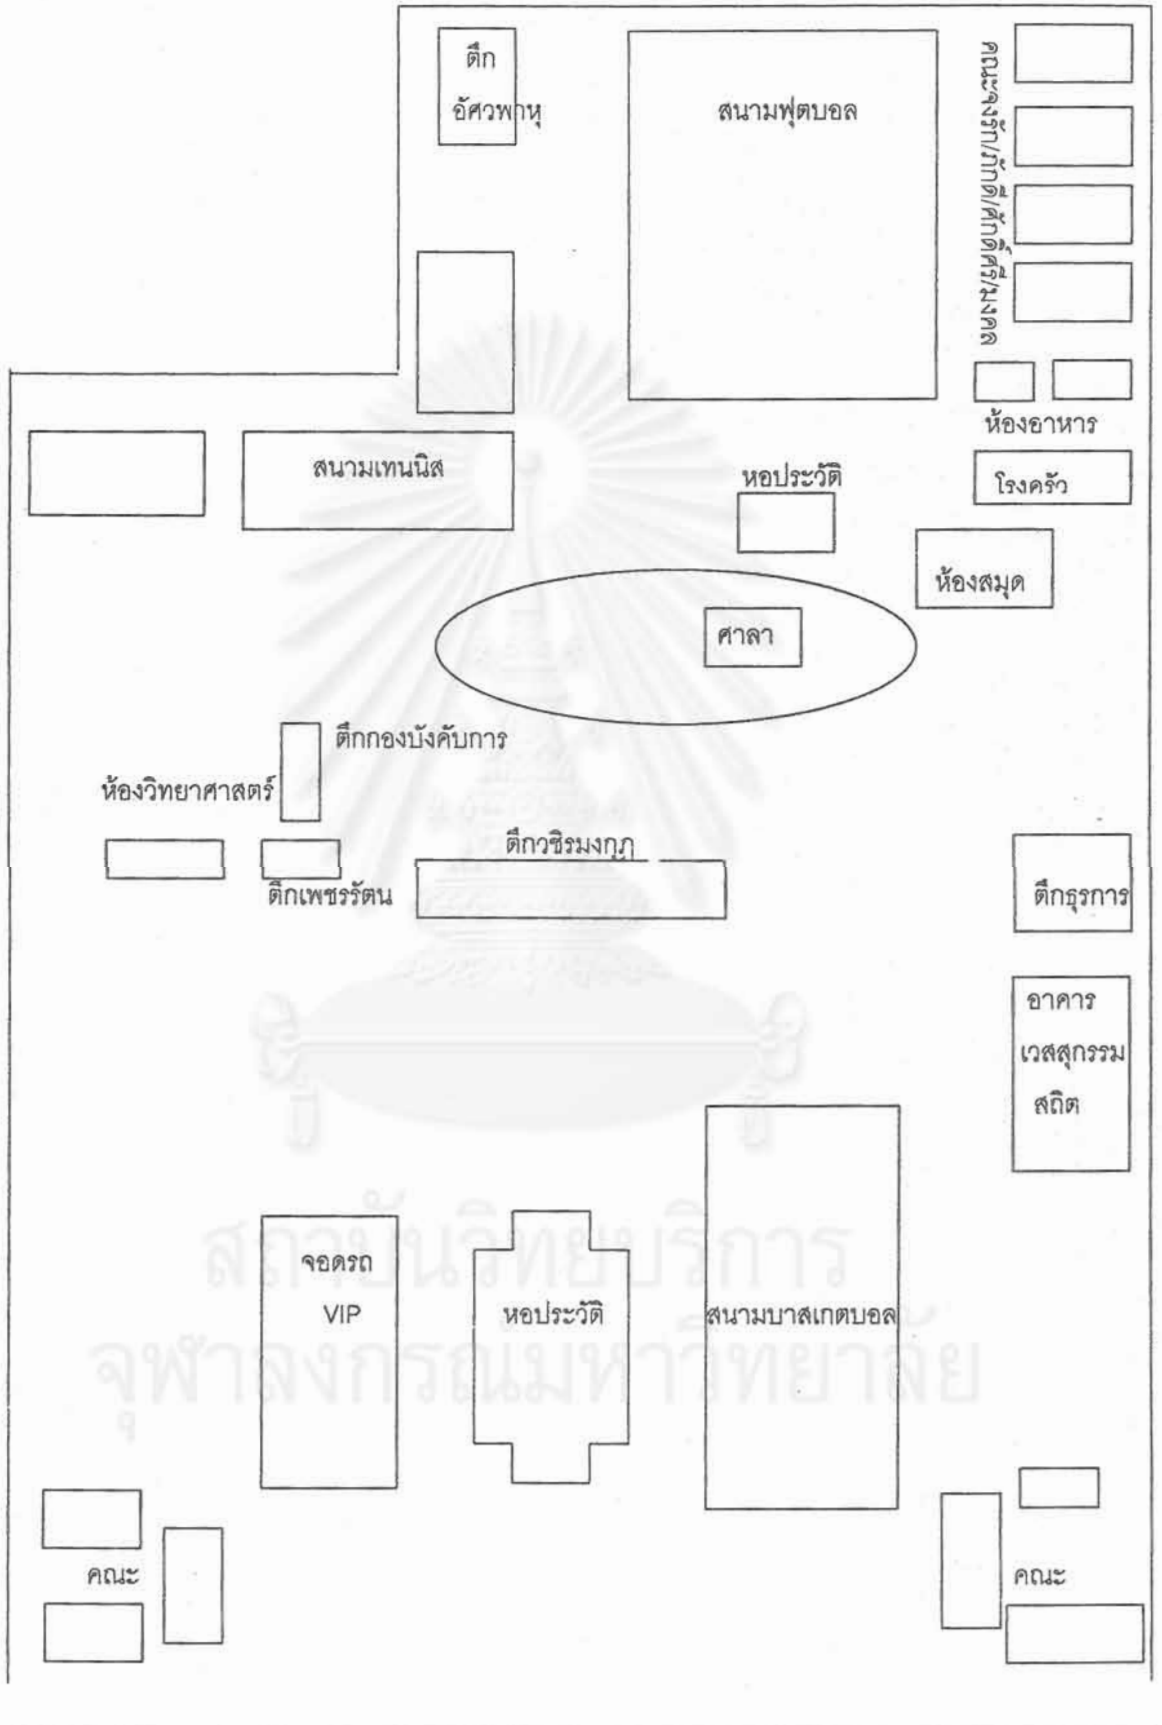 ตึก
อัศวพาหุ
สนามฟุตบอล
คณะจงรัก/ภักดี/ศักดิ์ศรี/มงคล
ห้องอาหาร
สนามเทนนิส
หอประวัติ
โรงครัว
ห้องสมุด
ศาลา
ตึกกองบังคับการ
ห้องวิทยาศาสตร์
ตึกวชิรมงกุฎ
ตึกเพชรรัตน
ตึกธุรการ
อาคาร
เวสสุกรรม
สถิต
จอดรถ
VIP
หอประวัติ
สนามบาสเกตบอล
สถาบันวิทยบริการ
จุฬาลงกรณ์มหาวิทยาลัย
คณะ
คณะ